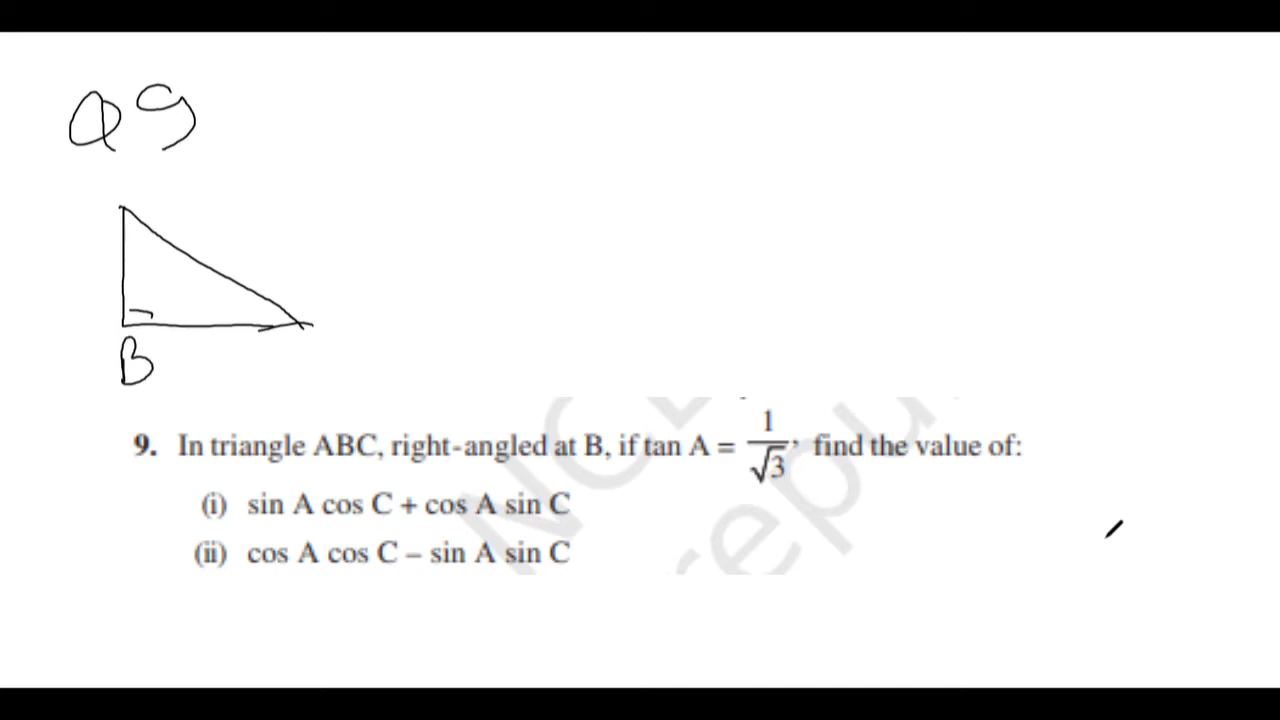 Q9
B
9. In triangle ABC, right-angled at B, if tan A = 1/√3, find the value of:
(i) sin A cos C + cos A sin C
(ii) cos A cos C – sin A sin C